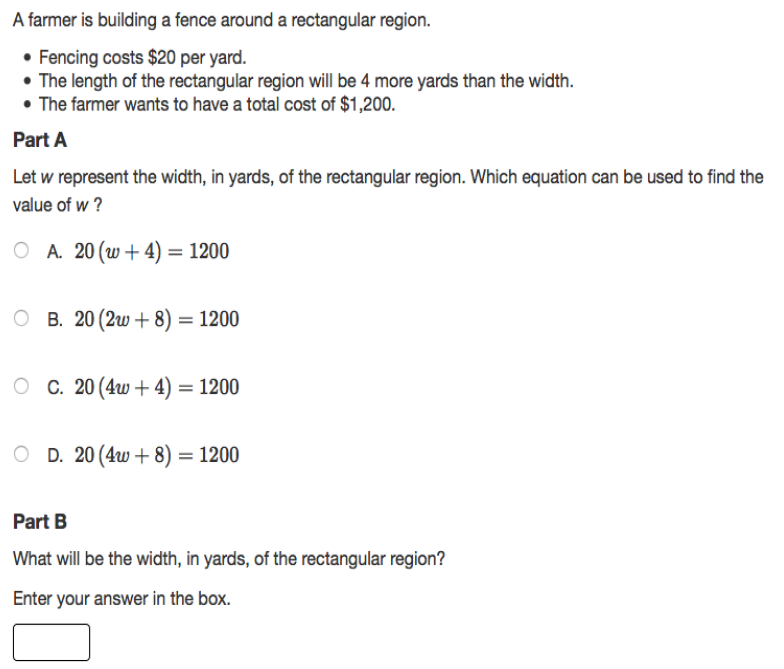 A farmer is building a fence around a rectangular region.
• Fencing costs $20 per yard.
• The length of the rectangular region will be 4 more yards than the width.
• The farmer wants to have a total cost of $1,200.
Part A
Let w represent the width, in yards, of the rectangular region. Which equation can be used to find the
value of w ?
A. 20 (w + 4) = 1200
B. 20 (2w + 8) = 1200
C. 20 (4w + 4) = 1200
D. 20 (4w + 8) = 1200
Part B
What will be the width, in yards, of the rectangular region?
Enter your answer in the box.